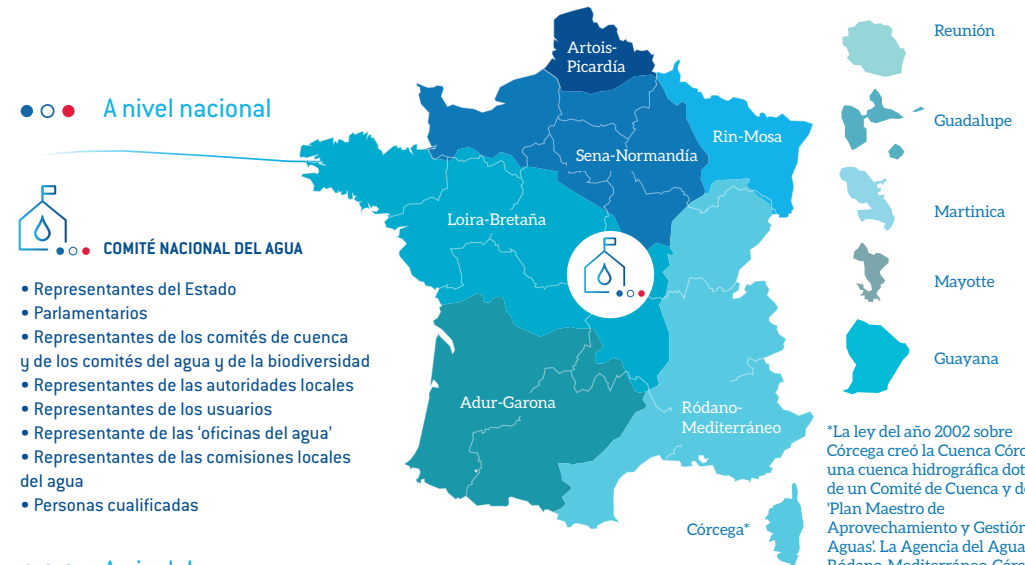 A nivel nacional
COMITÉ NACIONAL DEL AGUA
• Representantes del Estado
• Parlamentarios
• Representantes de los comités de cuenca
y de los comités del agua y de la biodiversidad
• Representantes de las autoridades locales
• Representantes de los usuarios
• Representante de las ‘oficinas del agua’
• Representantes de las comisiones locales
del agua
• Personas cualificadas
Artois-
Picardía
Rin-Mosa
Sena-Normandía
Loira-Bretaña
Adur-Garona
Ródano-
Mediterráneo
Córcega*
Reunión
Guadalupe
Martinica
Mayotte
Guayana
*La ley del año 2002 sobre
Córcega creó la Cuenca
una cuenca hidrográfica
de un Comité de Cuenca y
'Plan Maestro de
Aprovechamiento y Gestión
Aguas'. La Agencia del Agua